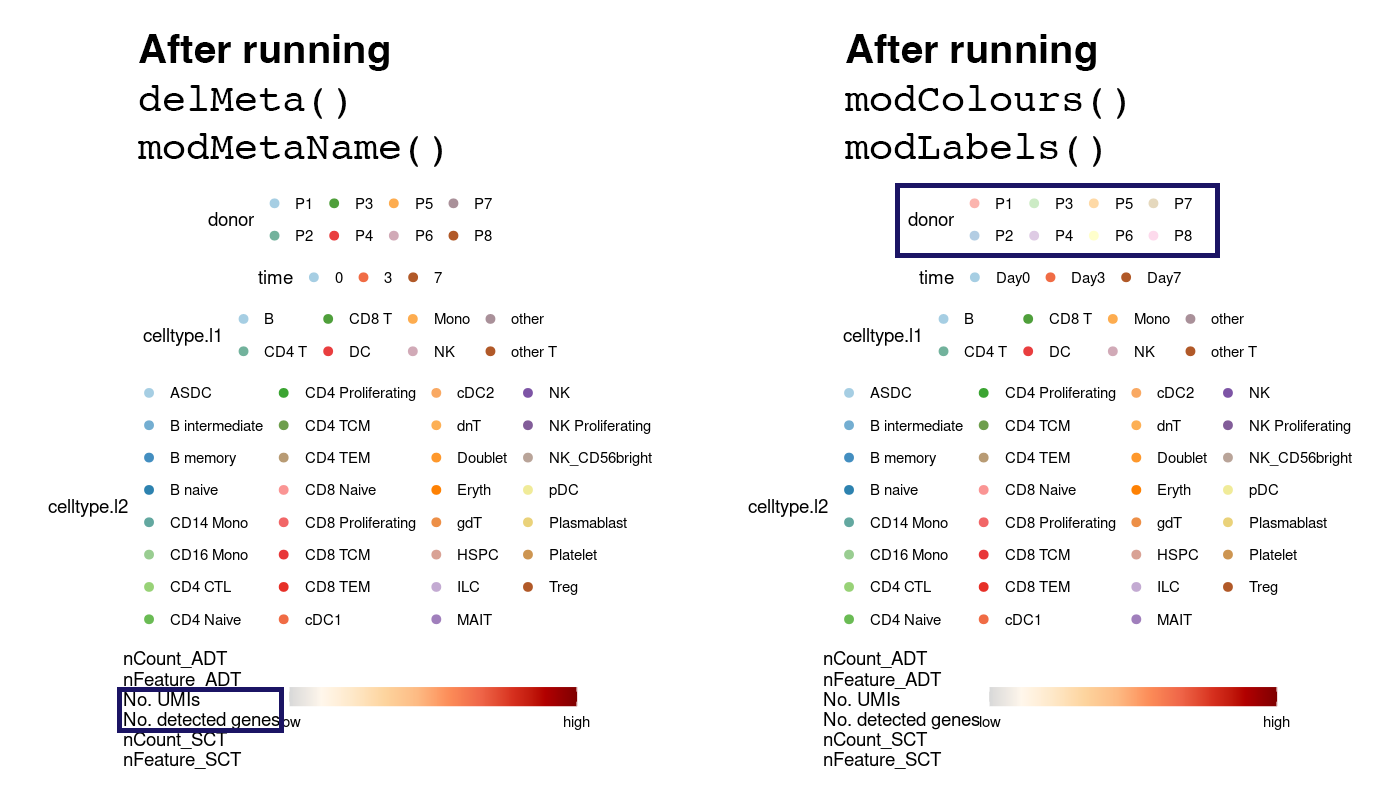 After running
delMeta()
modMetaName()
donor
P1 P3 P5 P7
P2 P4 P6 P8
time 0 3 7
celltype.l1
B CD8 T Mono other
CD4 T DC NK other T
celltype.l2
ASDC CD4 Proliferating cDC2 NK
B intermediate CD4 TCM dnT NK Proliferating
B memory CD4 TEM Doublet NK_CD56bright
B naive CD8 Naive Eryth pDC
CD14 Mono CD8 Proliferating gdT Plasmablast
CD16 Mono CD8 TCM HSPC Platelet
CD4 CTL CD8 TEM ILC Treg
CD4 Naive cDC1 MAIT
nCount_ADT
nFeature_ADT
No. UMIs
No. detected genes
nCount_SCT
nFeature_SCT
low high
After running
modColours()
modLabels()
donor
P1 P3 P5 P7
P2 P4 P6 P8
time Day0 Day3 Day7
celltype.l1
B CD8 T Mono other
CD4 T DC NK other T
celltype.l2
ASDC CD4 Proliferating cDC2 NK
B intermediate CD4 TCM dnT NK Proliferating
B memory CD4 TEM Doublet NK_CD56bright
B naive CD8 Naive Eryth pDC
CD14 Mono CD8 Proliferating gdT Plasmablast
CD16 Mono CD8 TCM HSPC Platelet
CD4 CTL CD8 TEM ILC Treg
CD4 Naive cDC1 MAIT
nCount_ADT
nFeature_ADT
No. UMIs
No. detected genes
nCount_SCT
nFeature_SCT
low high